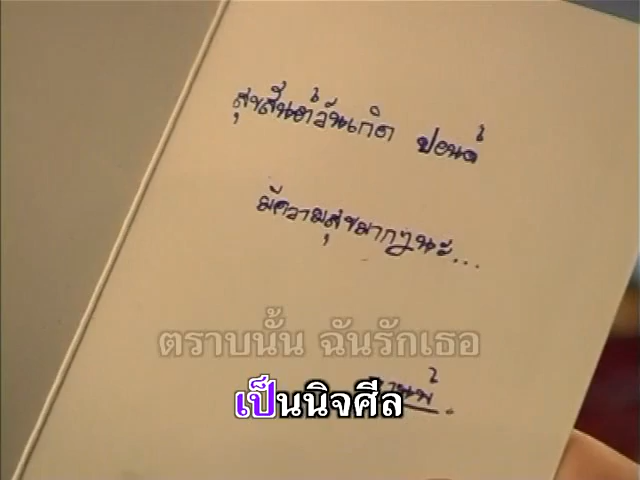 สุขสันต์วันเกิด ปอนด์
มีความสุขมากๆนะ...
ตราบนั้น ฉันรักเธอ
เป็นนิจศีล